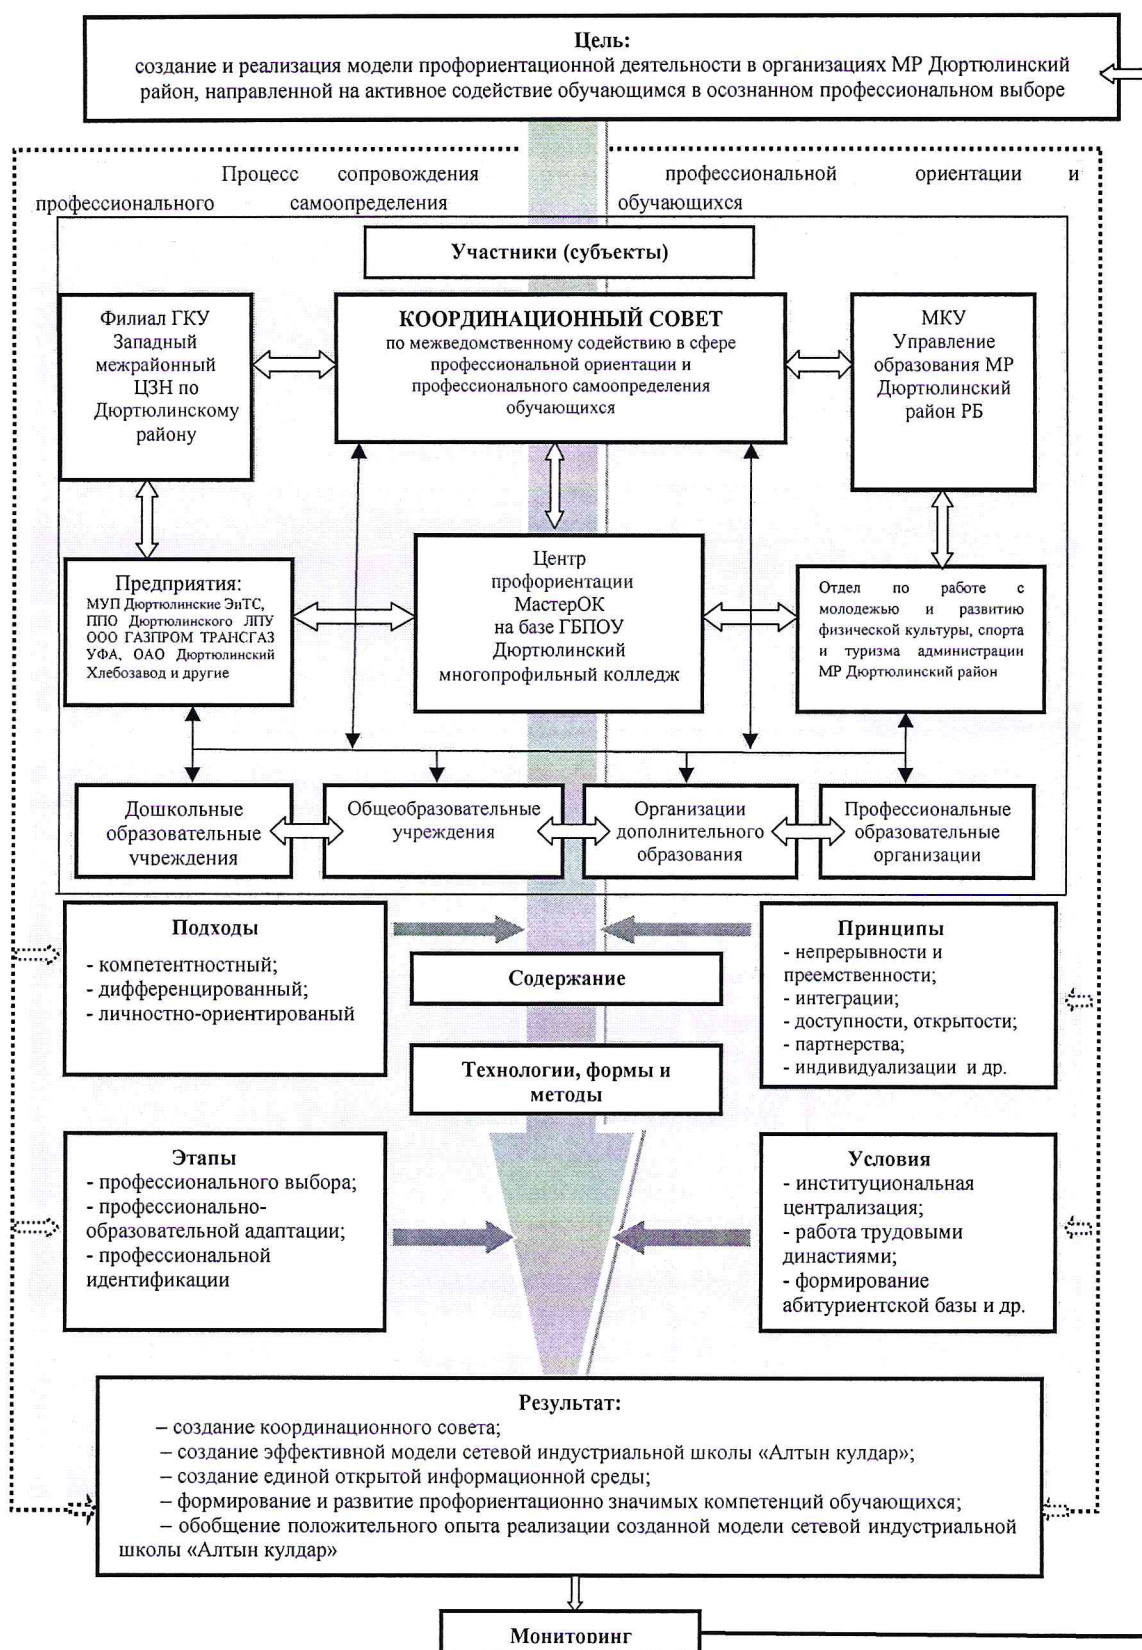 Цель:
создание и реализация модели профориентационной деятельности в организациях МР Дюртюлинский
район, направленной на активное содействие обучающимся в осознанном профессиональном выборе
Процесс сопровождения профессиональной ориентации и
профессионального самоопределения обучающихся
Участники (субъекты)
Филиал ГКУ
Западный
межрайонный
ЦЗН по
Дюртюлинскому
району
КООРДИНАЦИОННЫЙ СОВЕТ
по межведомственному содействию в сфере
профессиональной ориентации и
профессионального самоопределения
обучающихся
МКУ
Управление
образования МР
Дюртюлинский
район РБ
Предприятия:
МУП Дюртюлинские ЭиТС,
ППО Дюртюлинского ЛПУ
ООО ГАЗПРОМ ТРАНСГАЗ
УФА, ОАО Дюртюлинский
Хлебозавод и другие
Центр
профориентации
МастерОК
на базе ГБПОУ
Дюртюлинский
многопрофильный колледж
Отдел по работе с
молодежью и развитию
физической культуры, спорта
и туризма администрации
МР Дюртюлинский район
Дошкольные
образовательные
учреждения
Общеобразовательные
учреждения
Организации
дополнительного
образования
Профессиональные
образовательные
организации
Подходы
- компетентностный;
- дифференцированный;
- личностно-ориентированый
Содержание
Технологии, формы и
методы
Принципы
- непрерывности и
преемственности;
- интеграции;
- доступности, открытости;
- партнерства;
- индивидуализации и др.
Этапы
- профессионального выбора;
- профессионально-
образовательной адаптации;
- профессиональной
идентификации
Условия
- институциональная
централизация;
- работа трудовыми
династиями;
- формирование
абитуриентской базы и др.
Результат:
– создание координационного совета;
– создание эффективной модели сетевой индустриальной школы «Алтын кулдар»;
– создание единой открытой информационной среды;
– формирование и развитие профориентационно значимых компетенций обучающихся;
– обобщение положительного опыта реализации созданной модели сетевой индустриальной
школы «Алтын кулдар»
Мониторинг